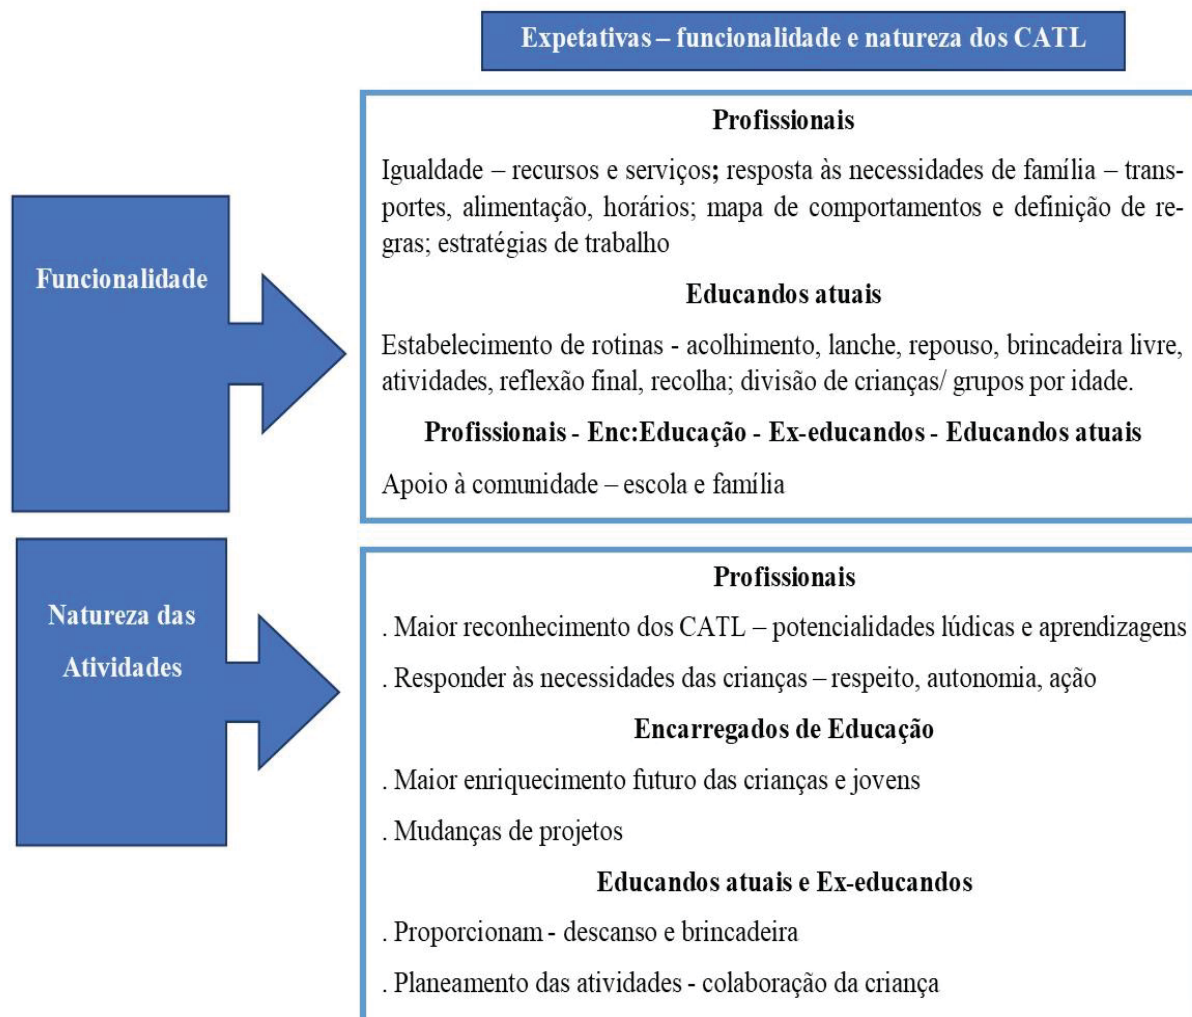 Expetativas – funcionalidade e natureza dos CATL
Funcionalidade
Profissionais
Igualdade – recursos e serviços; resposta às necessidades de família – trans-
portes, alimentação, horários; mapa de comportamentos e definição de re-
gras; estratégias de trabalho
Educandos atuais
Estabelecimento de rotinas - acolhimento, lanche, repouso, brincadeira livre,
atividades, reflexão final, recolha; divisão de crianças/ grupos por idade.
Profissionais - Enc:Educação - Ex-educandos - Educandos atuais
Apoio à comunidade – escola e família
Natureza das
Atividades
Profissionais
. Maior reconhecimento dos CATL – potencialidades lúdicas e aprendizagens
. Responder às necessidades das crianças – respeito, autonomia, ação
Encarregados de Educação
. Maior enriquecimento futuro das crianças e jovens
. Mudanças de projetos
Educandos atuais e Ex-educandos
. Proporcionam - descanso e brincadeira
. Planeamento das atividades - colaboração da criança